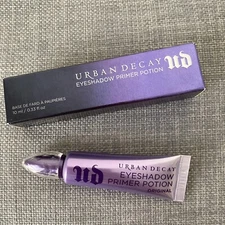 URBAN DECAY
EYESHADOW PRIMER POTION
UD
BASE DE FARD À PAUPIÈRES
10 ml / 0.33 fl oz
UD
URBAN DECAY
EYESHADOW
PRIMER POTION
ORIGINAL